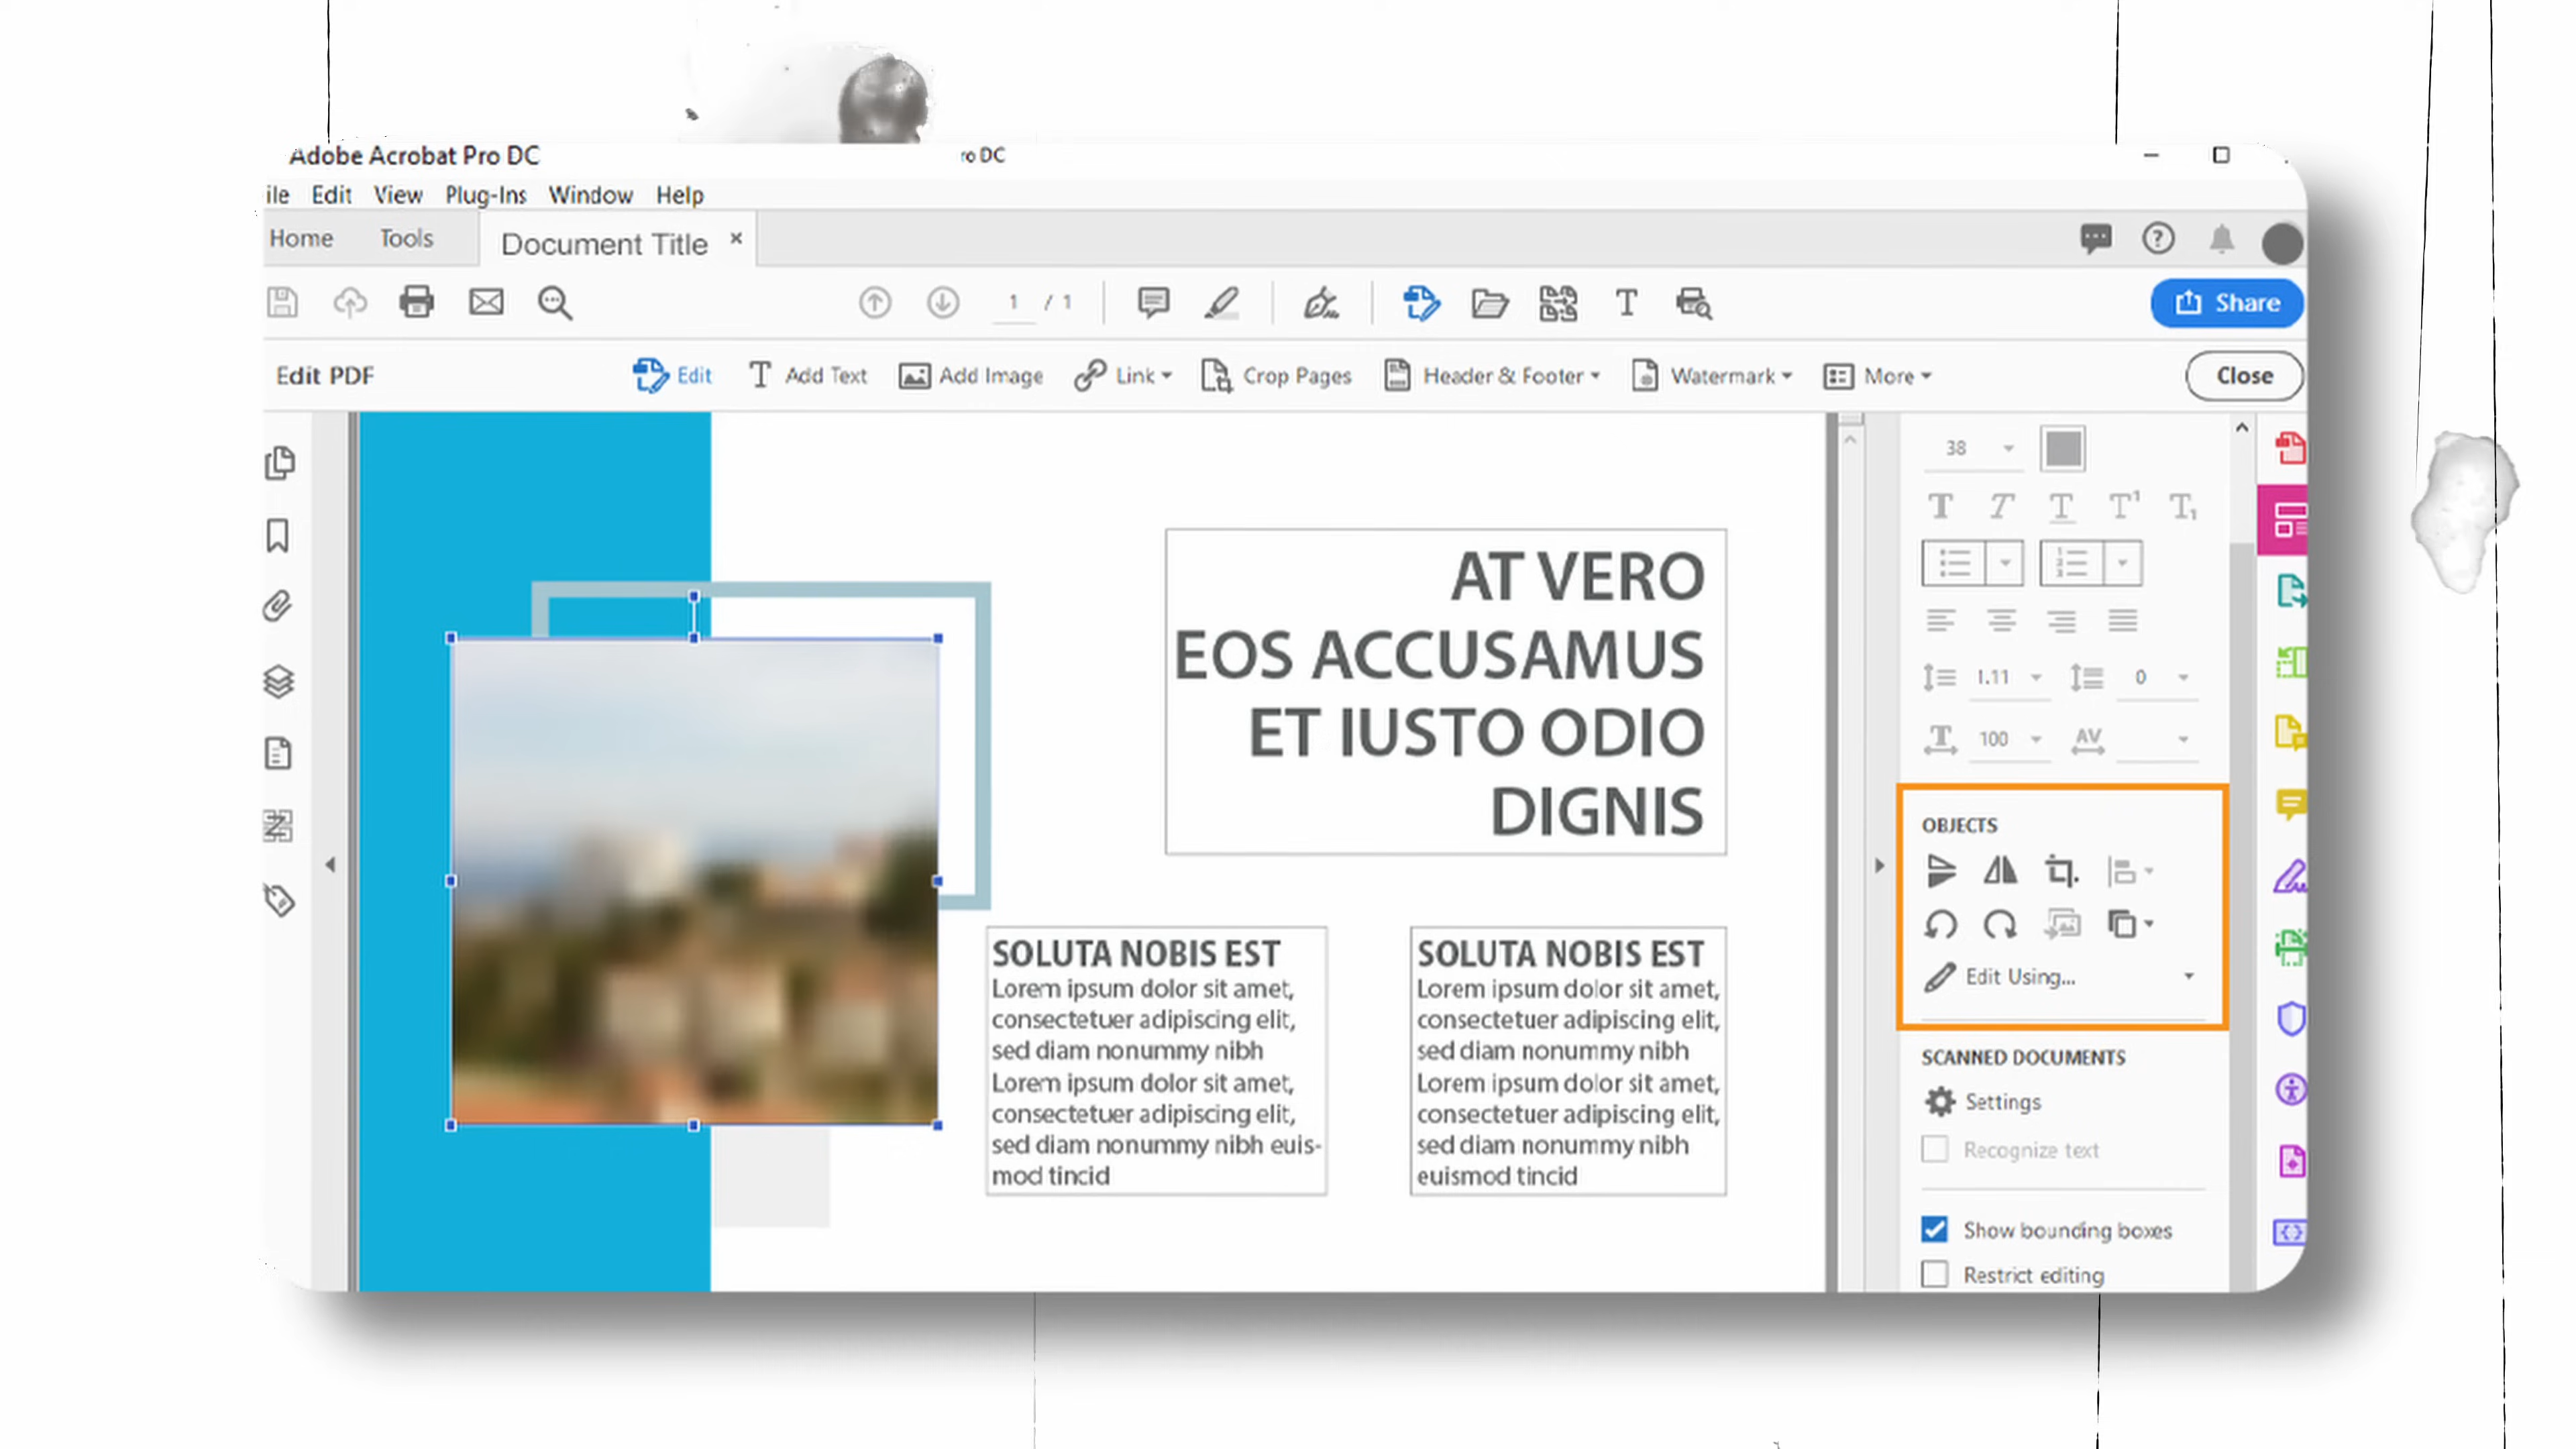 Adobe Acrobat Pro DC
ro DC
ile Edit View Plug-Ins Window Help
Home Tools Document Title
1 / 1
Share
Edit PDF Edit Add Text Add Image Link Crop Pages Header & Footer Watermark More Close
38
AT VERO
EOS ACCUSAMUS
ET IUSTO ODIO
DIGNIS
1.11 0
100 AV
SOLUTA NOBIS EST
Lorem ipsum dolor sit amet,
consectetuer adipiscing elit,
sed diam nonummy nibh
Lorem ipsum dolor sit amet,
consectetuer adipiscing elit,
sed diam nonummy nibh euis-
mod tincid
SOLUTA NOBIS EST
Lorem ipsum dolor sit amet,
consectetuer adipiscing elit,
sed diam nonummy nibh
Lorem ipsum dolor sit amet,
consectetuer adipiscing elit,
sed diam nonummy nibh
euismod tincid
OBJECTS
Edit Using...
SCANNED DOCUMENTS
Settings
Recognize text
Show bounding boxes
Restrict editing